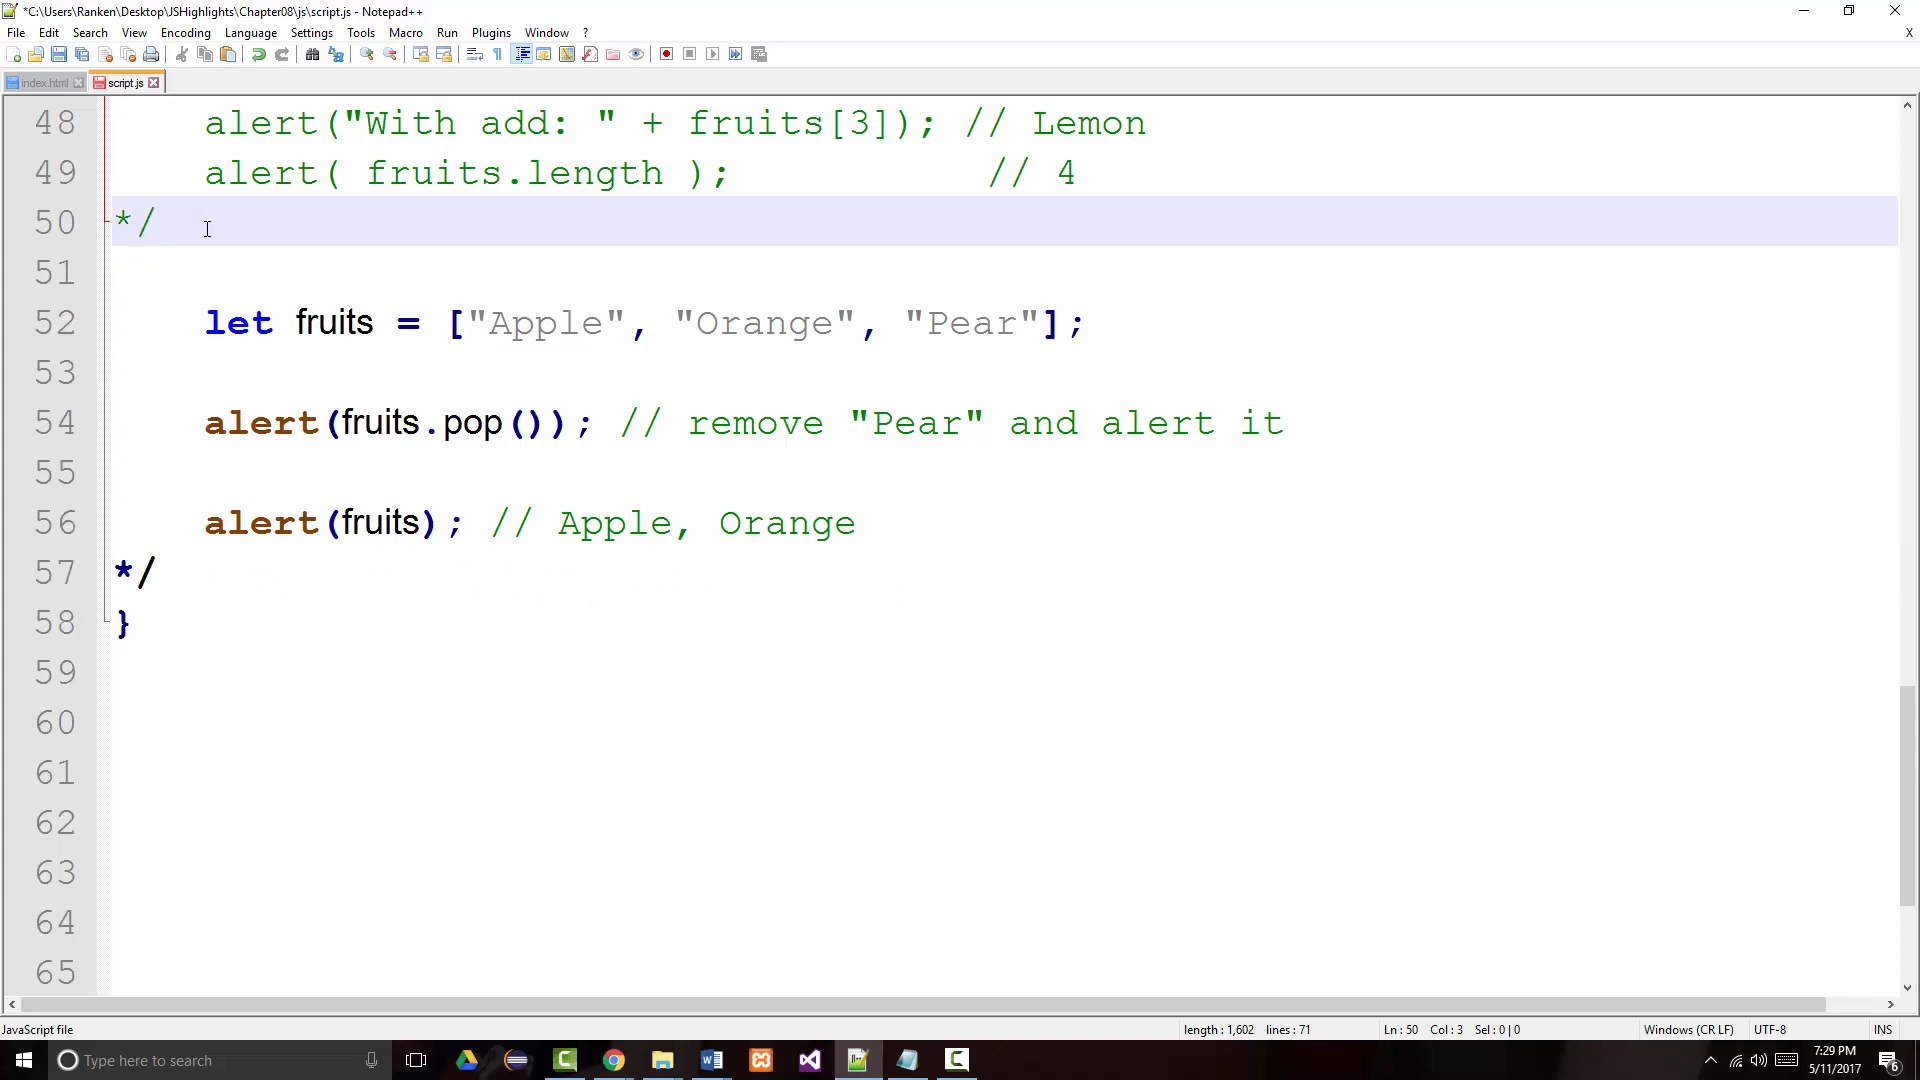 *C:\Users\Ranken\Desktop\JSHighlights\Chapter08\js\script.js - Notepad++
File Edit Search View Encoding Language Settings Tools Macro Run Plugins Window ? X
index.html script.js
48 alert("With add: " + fruits[3]); // Lemon
49 alert( fruits.length ); // 4
50 */
51
52 let fruits = ["Apple", "Orange", "Pear"];
53
54 alert(fruits.pop()); // remove "Pear" and alert it
55
56 alert(fruits); // Apple, Orange
57 */
58 }
59
60
61
62
63
64
65
JavaScript file length : 1,602 lines : 71 Ln : 50 Col : 3 Sel : 0 | 0 Windows (CR LF) UTF-8 INS
Type here to search 7:29 PM
5/11/2017 6